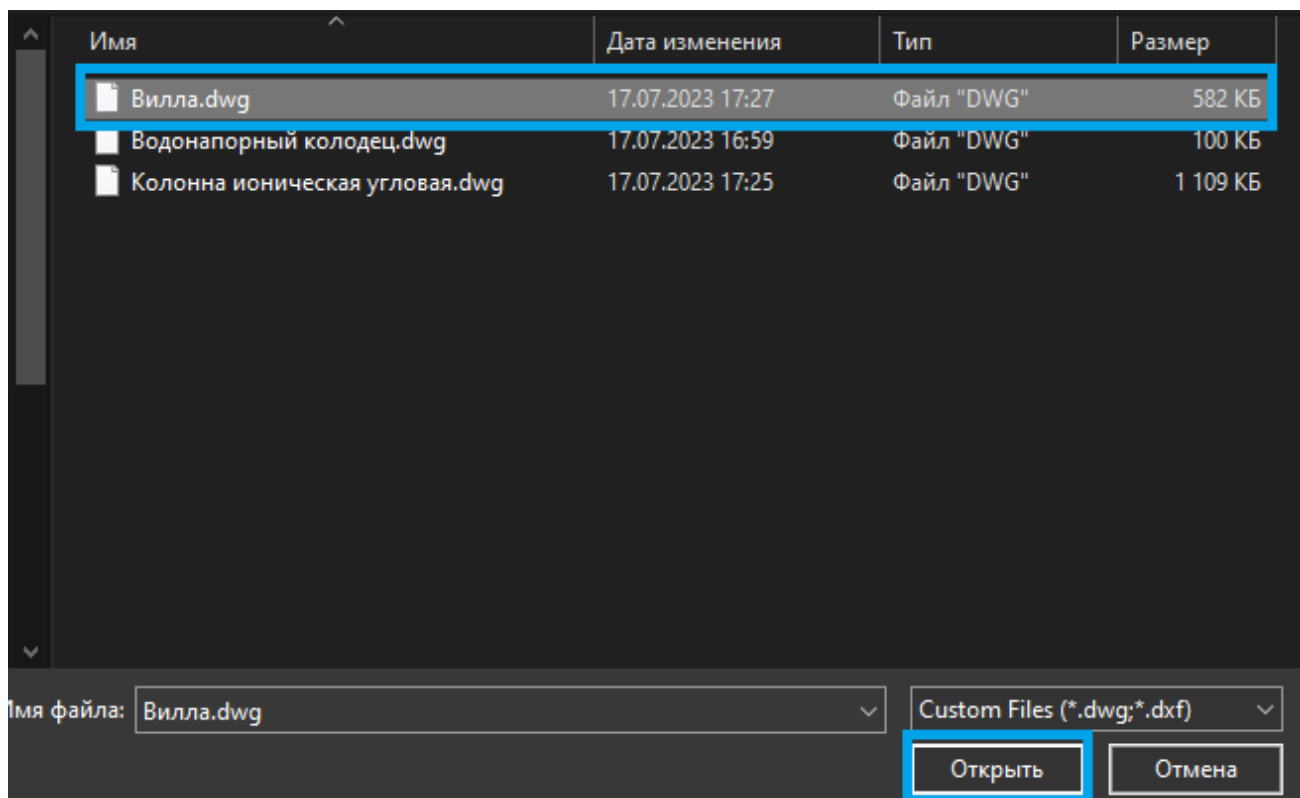 Имя Дата изменения Тип Размер
Вилла.dwg 17.07.2023 17:27 Файл "DWG" 582 КБ
Водонапорный колодец.dwg 17.07.2023 16:59 Файл "DWG" 100 КБ
Колонна ионическая угловая.dwg 17.07.2023 17:25 Файл "DWG" 1 109 КБ
Имя файла: Вилла.dwg Custom Files (*.dwg;*.dxf)
Открыть Отмена